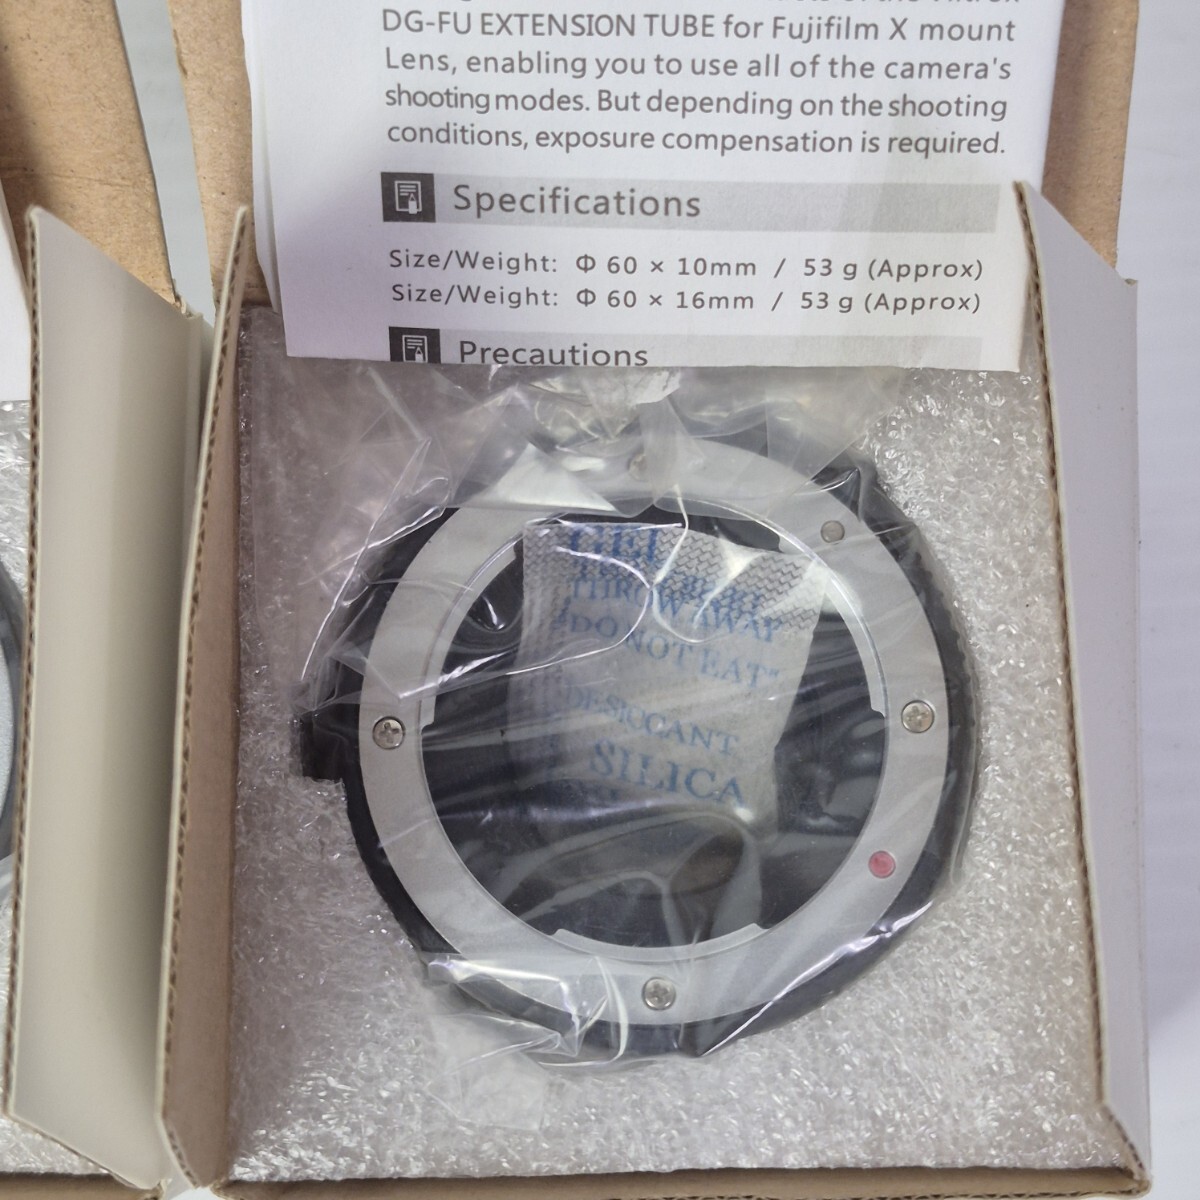 DG-FU EXTENSION TUBE for Fujifilm X mount
Lens, enabling you to use all of the camera's
shooting modes. But depending on the shooting
conditions, exposure compensation is required.
Specifications
Size/Weight: Φ 60 × 10mm / 53 g (Approx)
Size/Weight: Φ 60 × 16mm / 53 g (Approx)
Precautions
GEL
THROW AWAY
"DO NOT EAT"
DESICCANT
SILICA